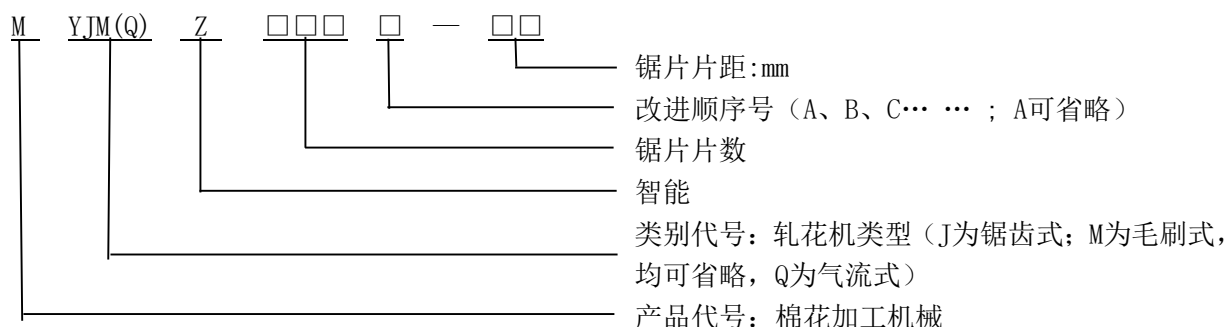 M YJM(Q) Z □□□ □ — □□
锯片片距:mm
改进顺序号（A、B、C… … ; A可省略）
锯片片数
智能
类别代号：轧花机类型（J为锯齿式；M为毛刷式，
均可省略，Q为气流式）
产品代号：棉花加工机械